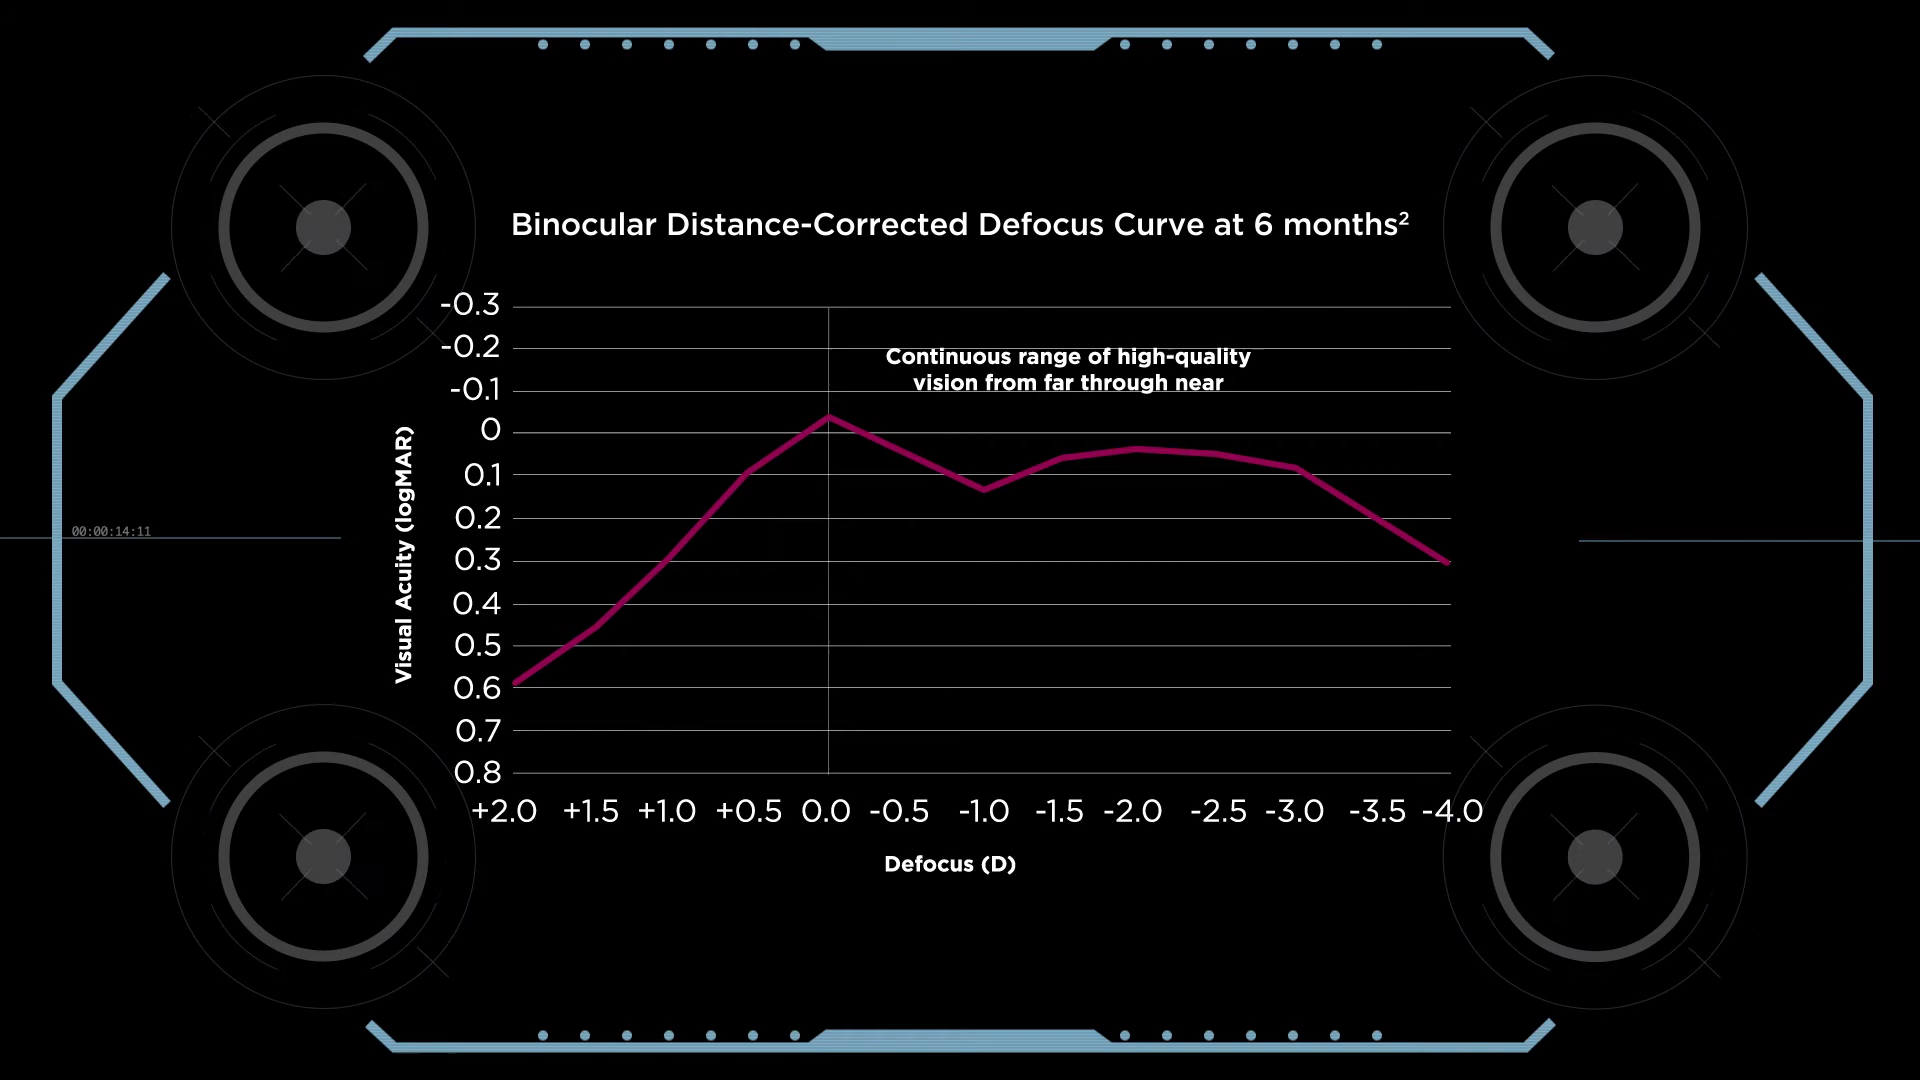 Binocular Distance-Corrected Defocus Curve at 6 months²
-0.3
-0.2
Continuous range of high-quality
vision from far through near
-0.1
0
Visual Acuity (logMAR)
0.1
0.2
00:00:14:11
0.3
0.4
0.5
0.6
0.7
0.8
+2.0 +1.5 +1.0 +0.5 0.0 -0.5 -1.0 -1.5 -2.0 -2.5 -3.0 -3.5 -4.0
Defocus (D)